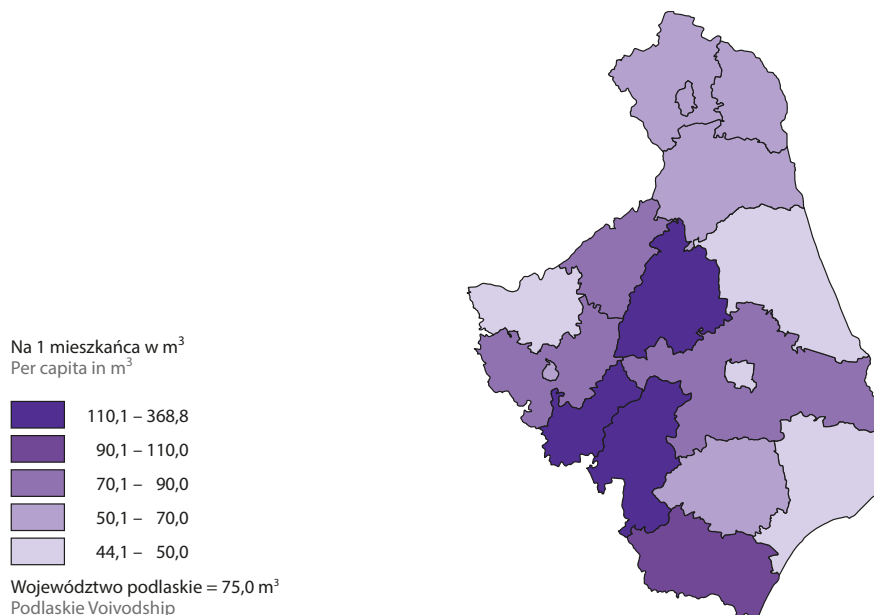 Na 1 mieszkańca w m³
Per capita in m³
110,1 – 368,8
90,1 – 110,0
70,1 – 90,0
50,1 – 70,0
44,1 – 50,0
Województwo podlaskie = 75,0 m³
Podlaskie Voivodship